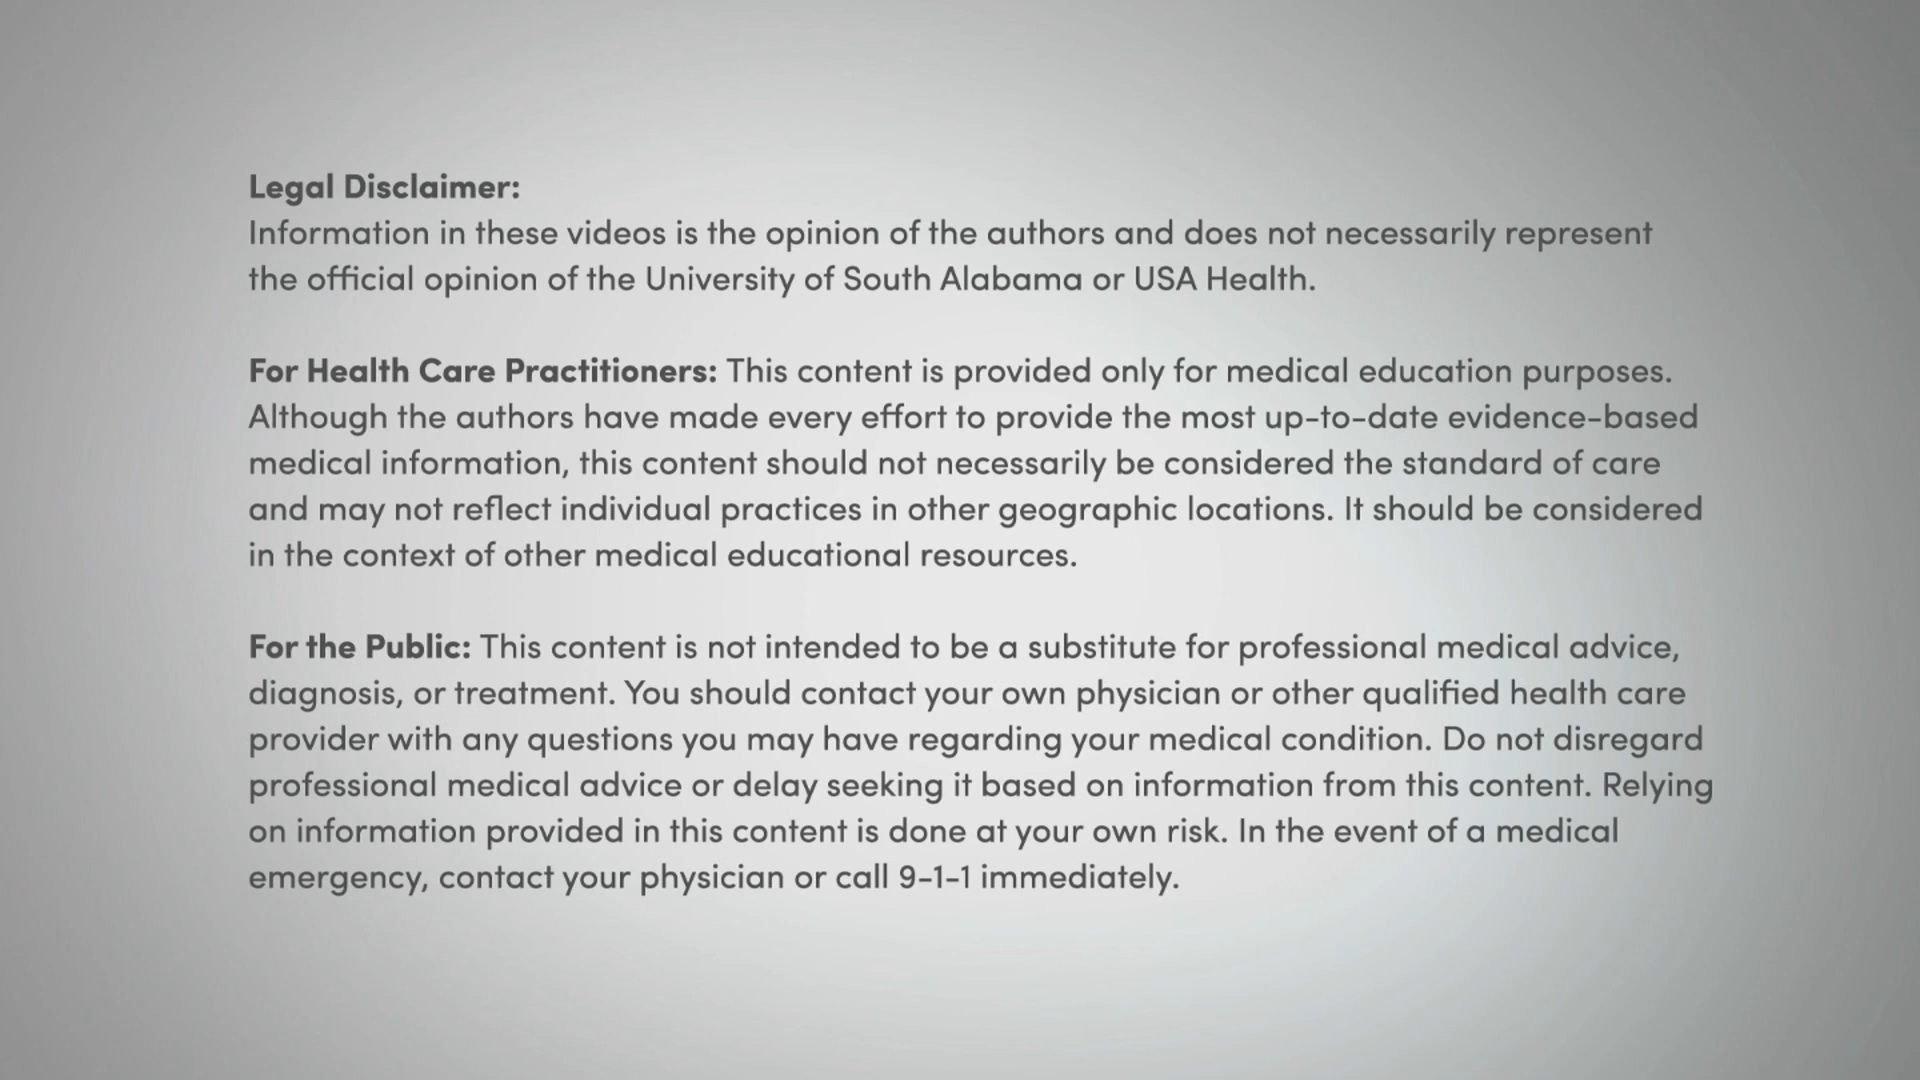 Legal Disclaimer:
Information in these videos is the opinion of the authors and does not necessarily represent
the official opinion of the University of South Alabama or USA Health.
For Health Care Practitioners: This content is provided only for medical education purposes.
Although the authors have made every effort to provide the most up-to-date evidence-based
medical information, this content should not necessarily be considered the standard of care
and may not reflect individual practices in other geographic locations. It should be considered
in the context of other medical educational resources.
For the Public: This content is not intended to be a substitute for professional medical advice,
diagnosis, or treatment. You should contact your own physician or other qualified health care
provider with any questions you may have regarding your medical condition. Do not disregard
professional medical advice or delay seeking it based on information from this content. Relying
on information provided in this content is done at your own risk. In the event of a medical
emergency, contact your physician or call 9-1-1 immediately.